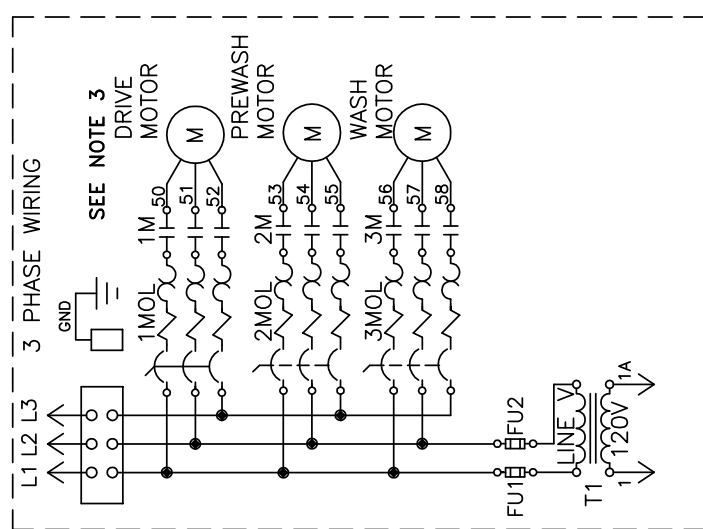 3 PHASE WIRING
GND
SEE NOTE 3
L1 L2 L3
DRIVE
MOTOR
M
50
51
52
1M
1MOL
PREWASH
MOTOR
M
53
54
55
2M
2MOL
WASH
MOTOR
M
56
57
58
3M
3MOL
FU1
FU2
LINE V
T1
120V
1
1A